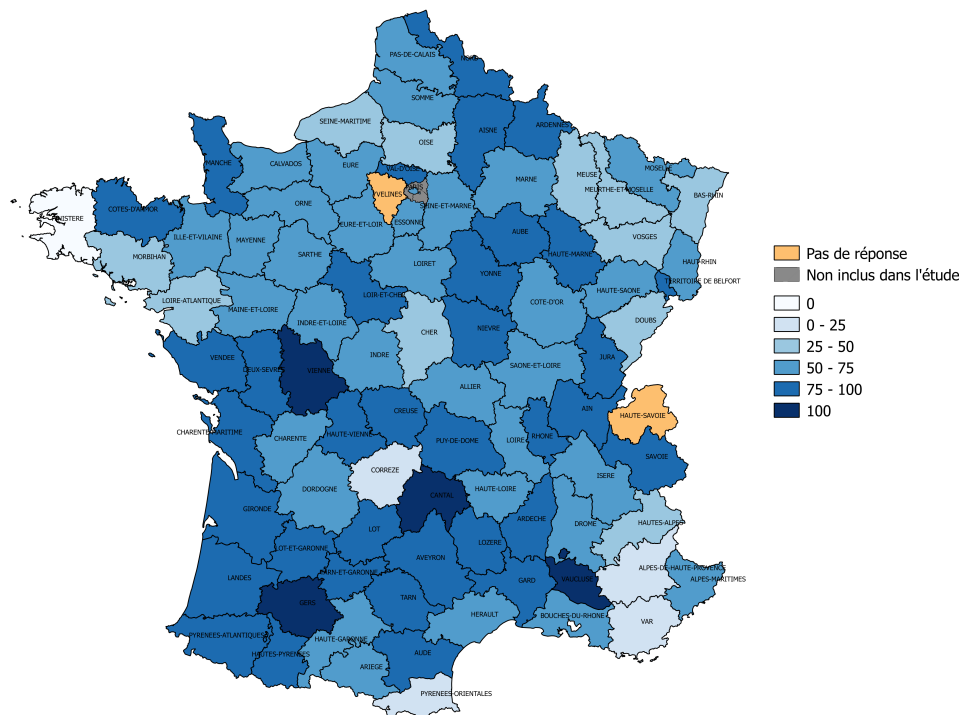 PAS-DE-CALAIS
NORD
SOMME
SEINE-MARITIME
AISNE
ARDENNES
OISE
MANCHE
CALVADOS
EURE
VAL-D'OISE
MARNE
MEUSE
MOSELLE
MEURTHE-ET-MOSELLE
BAS-RHIN
YVELINES
PARIS
SEINE-ET-MARNE
ORNE
COTES-D'ARMOR
FINISTERE
EURE-ET-LOIR
ESSONNE
AUBE
VOSGES
ILLE-ET-VILAINE
MAYENNE
HAUTE-MARNE
MORBIHAN
SARTHE
LOIRET
HAUT-RHIN
YONNE
TERRITOIRE DE BELFORT
HAUTE-SAONE
LOIR-ET-CHER
LOIRE-ATLANTIQUE
COTE-D'OR
MAINE-ET-LOIRE
INDRE-ET-LOIRE
DOUBS
NIEVRE
CHER
VENDEE
JURA
INDRE
SAONE-ET-LOIRE
DEUX-SEVRES
VIENNE
ALLIER
AIN
CREUSE
HAUTE-SAVOIE
CHARENTE-MARITIME
HAUTE-VIENNE
RHONE
CHARENTE
PUY-DE-DOME
LOIRE
SAVOIE
CORREZE
ISERE
DORDOGNE
HAUTE-LOIRE
CANTAL
GIRONDE
ARDECHE
HAUTES-ALPES
DROME
LOT
LOZERE
LOT-ET-GARONNE
AVEYRON
ALPES-DE-HAUTE-PROVENCE
TARN-ET-GARONNE
LANDES
ALPES-MARITIMES
GARD
VAUCLUSE
TARN
GERS
HERAULT
BOUCHES-DU-RHONE
VAR
PYRENEES-ATLANTIQUES
HAUTE-GARONNE
HAUTES-PYRENEES
AUDE
ARIEGE
PYRENEES-ORIENTALES
Pas de réponse
Non inclus dans l'étude
0
0 - 25
25 - 50
50 - 75
75 - 100
100